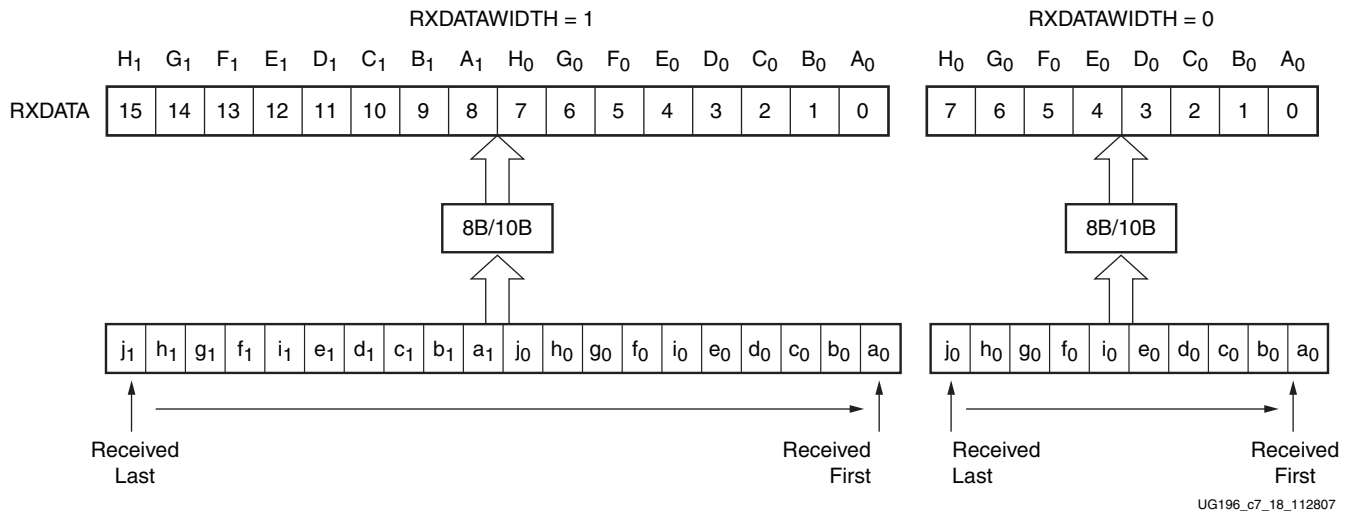 RXDATAWIDTH = 1 RXDATAWIDTH = 0
H1 G1 F1 E1 D1 C1 B1 A1 H0 G0 F0 E0 D0 C0 B0 A0 H0 G0 F0 E0 D0 C0 B0 A0
RXDATA 15 14 13 12 11 10 9 8 7 6 5 4 3 2 1 0 7 6 5 4 3 2 1 0
8B/10B 8B/10B
j1 h1 g1 f1 i1 e1 d1 c1 b1 a1 j0 h0 g0 f0 i0 e0 d0 c0 b0 a0 j0 h0 g0 f0 i0 e0 d0 c0 b0 a0
Received Received Received Received
Last First Last First
UG196_c7_18_112807